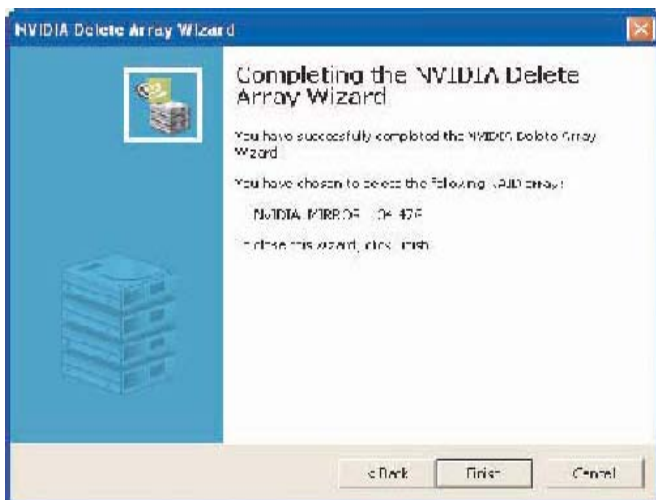 NVIDIA Delete Array Wizard
Completing the NVIDIA Delete
Array Wizard
You have successfully completed the NVIDIA Delete Array
Wizard
You have chosen to delete the following RAID array:
NVIDIA MIRROR
To close this wizard, click Finish
< Back
Finish
Cancel